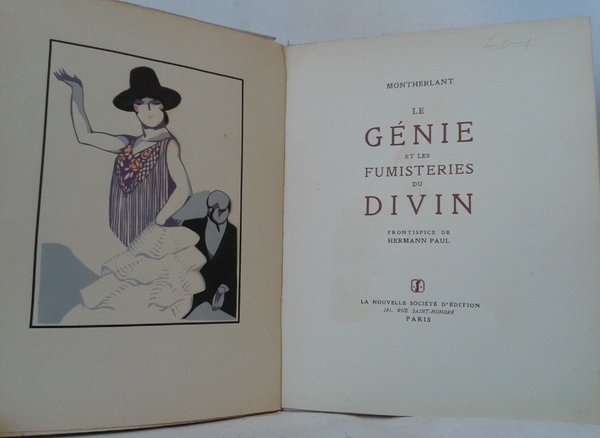 MONTHERLANT
LE
GÉNIE
ET LES
FUMISTERIES
DU
DIVIN
FRONTISPICE DE
HERMANN PAUL
LA NOUVELLE SOCIÉTÉ D'ÉDITION
281, RUE SAINT-HONORÉ
PARIS